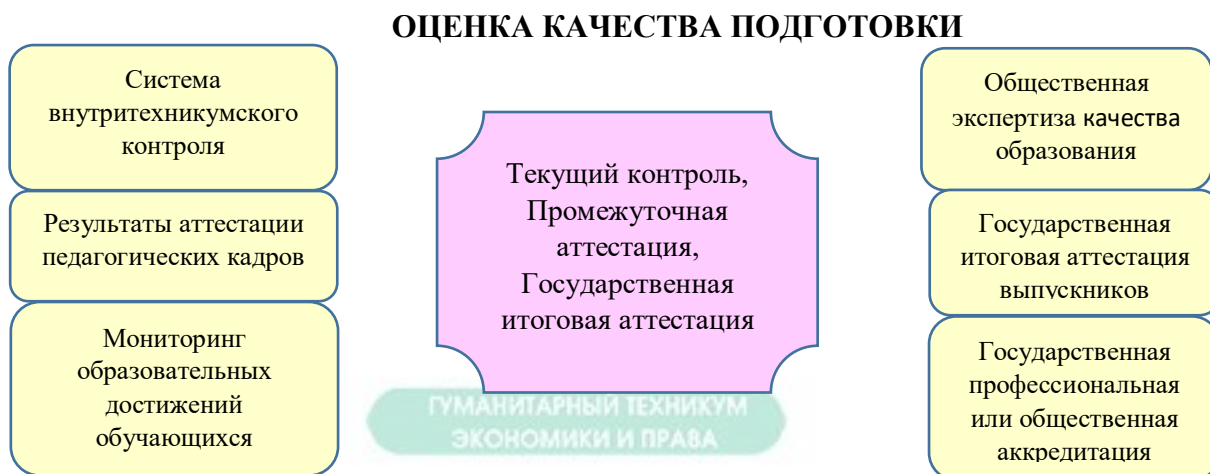 ОЦЕНКА КАЧЕСТВА ПОДГОТОВКИ
Система
внутритехникумского
контроля
Результаты аттестации
педагогических кадров
Мониторинг
образовательных
достижений
обучающихся
Текущий контроль,
Промежуточная
аттестация,
Государственная
итоговая аттестация
ГУМАНИТАРНЫЙ ТЕХНИКУМ
ЭКОНОМИКИ И ПРАВА
Общественная
экспертиза качества
образования
Государственная
итоговая аттестация
выпускников
Государственная
профессиональная
или общественная
аккредитация